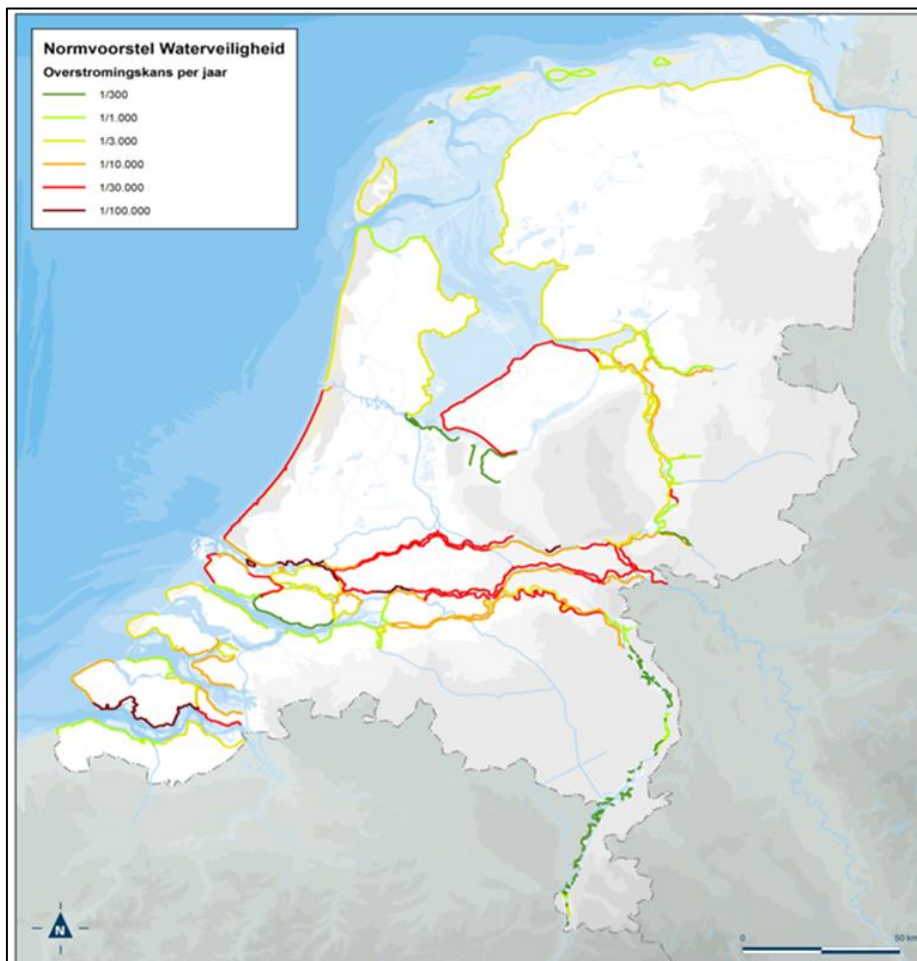 Normvoorstel Waterveiligheid
Overstromingskans per jaar
1/300
1/1.000
1/3.000
1/10.000
1/30.000
1/100.000
N
0
50 km